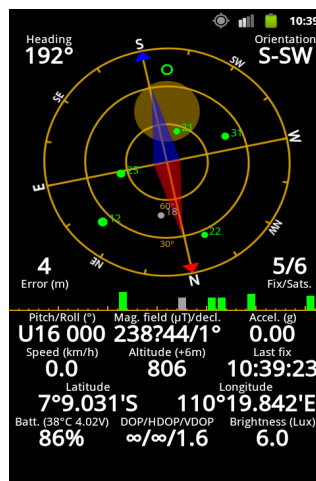 10:39
Heading
192°
Orientation
S-SW
S
SW
SE
21
31
W
25
E
60°
18
12
22
NW
30°
NE
N
4
Error (m)
5/6
Fix/Sats.
Pitch/Roll (°) Mag. field (µT)/decl. Accel. (g)
U16 000 238?44/1° 0.00
Speed (km/h) Altitude (+6m) Last fix
0.0 806 10:39:23
Latitude Longitude
7°9.031'S 110°19.842'E
Batt. (38°C 4.02V) DOP/HDOP/VDOP Brightness (Lux)
86% ∞/∞/1.6 6.0